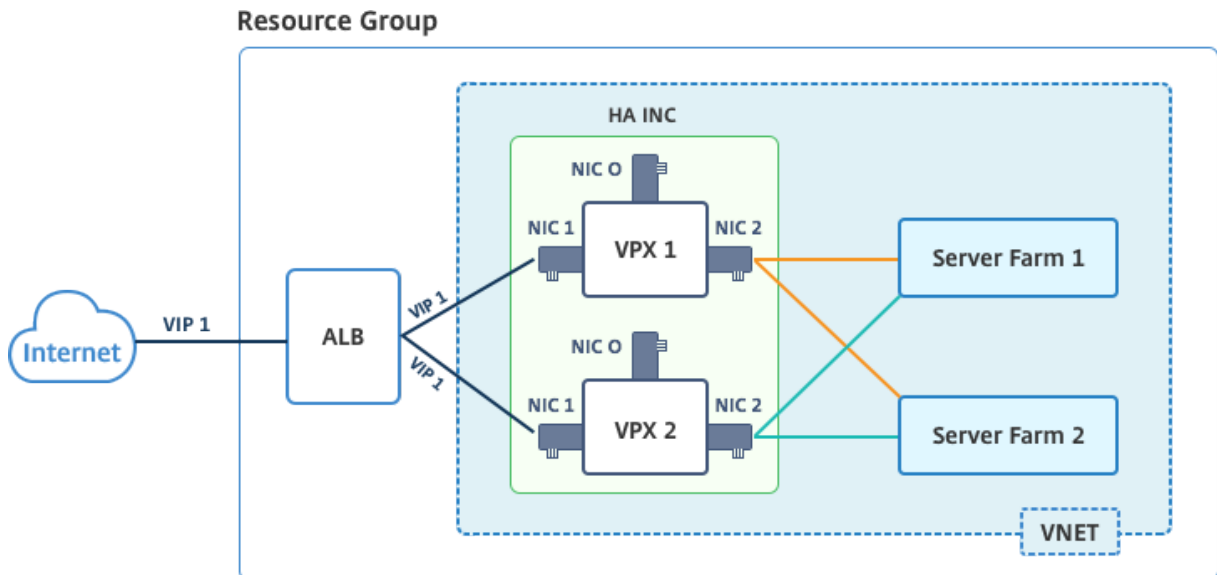 Resource Group
HA INC
NIC O
NIC 1
VPX 1
NIC 2
Server Farm 1
VIP 1
Internet
VIP 1
ALB
VIP 1
NIC O
NIC 1
VPX 2
NIC 2
Server Farm 2
VNET